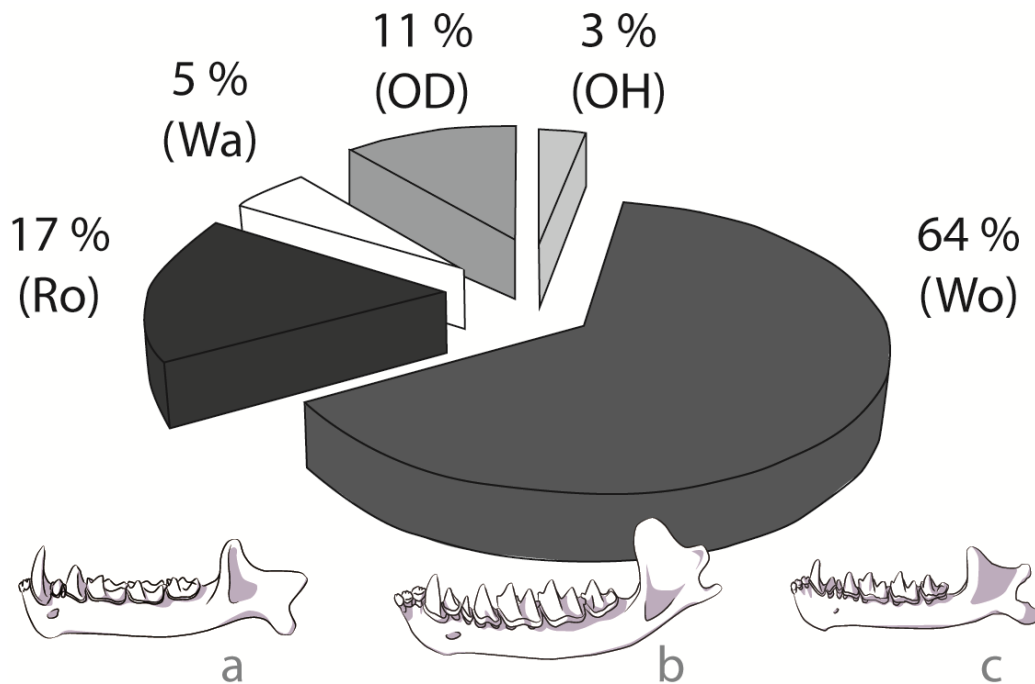 11 %
(OD)
3 %
(OH)
5 %
(Wa)
17 %
(Ro)
64 %
(Wo)
a
b
c